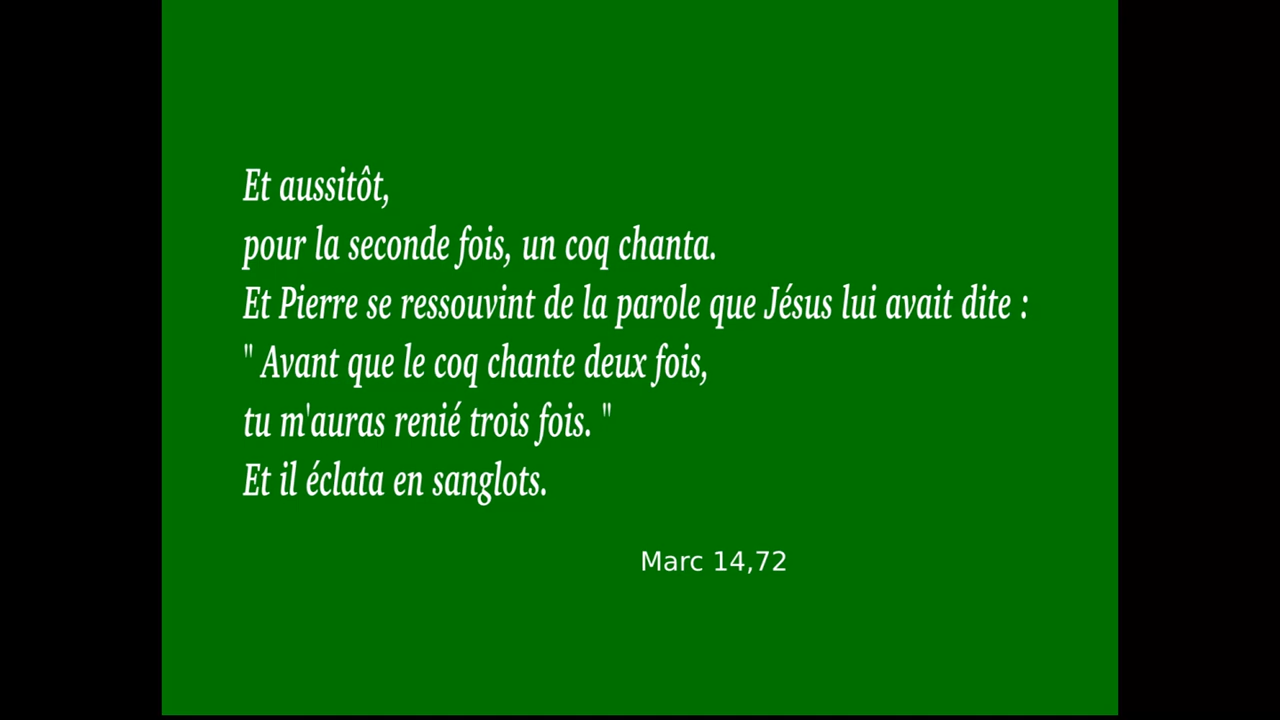 Et aussitôt,
pour la seconde fois, un coq chanta.
Et Pierre se ressouvint de la parole que Jésus lui avait dite :
" Avant que le coq chante deux fois,
tu m'auras renié trois fois. "
Et il éclata en sanglots.
Marc 14,72